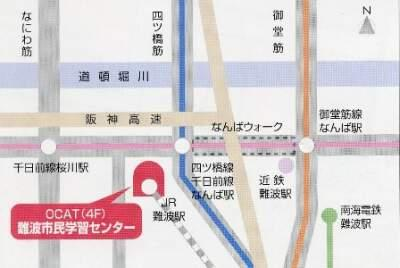 なにわ筋
四ツ橋筋
御堂筋
N
道頓堀川
阪神高速
なんばウォーク
御堂筋線
なんば駅
千日前線桜川駅
四ツ橋線
千日前線
なんば駅
近鉄
難波駅
JR
難波駅
南海電鉄
難波駅
OCAT(4F)
難波市民学習センター